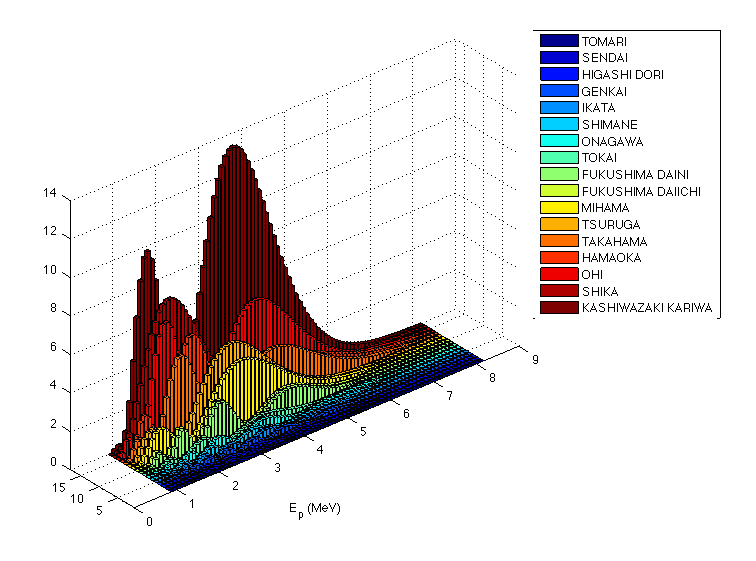 TOMARI
SENDAI
HIGASHI DORI
GENKAI
IKATA
SHIMANE
ONAGAWA
TOKAI
FUKUSHIMA DAINI
FUKUSHIMA DAIICHI
MIHAMA
TSURUGA
TAKAHAMA
HAMAOKA
OHI
SHIKA
KASHIWAZAKI KARIWA
14
12
10
8
6
4
2
0
15
10
5
0
1
2
3
4
5
6
7
8
9
Ep (MeV)